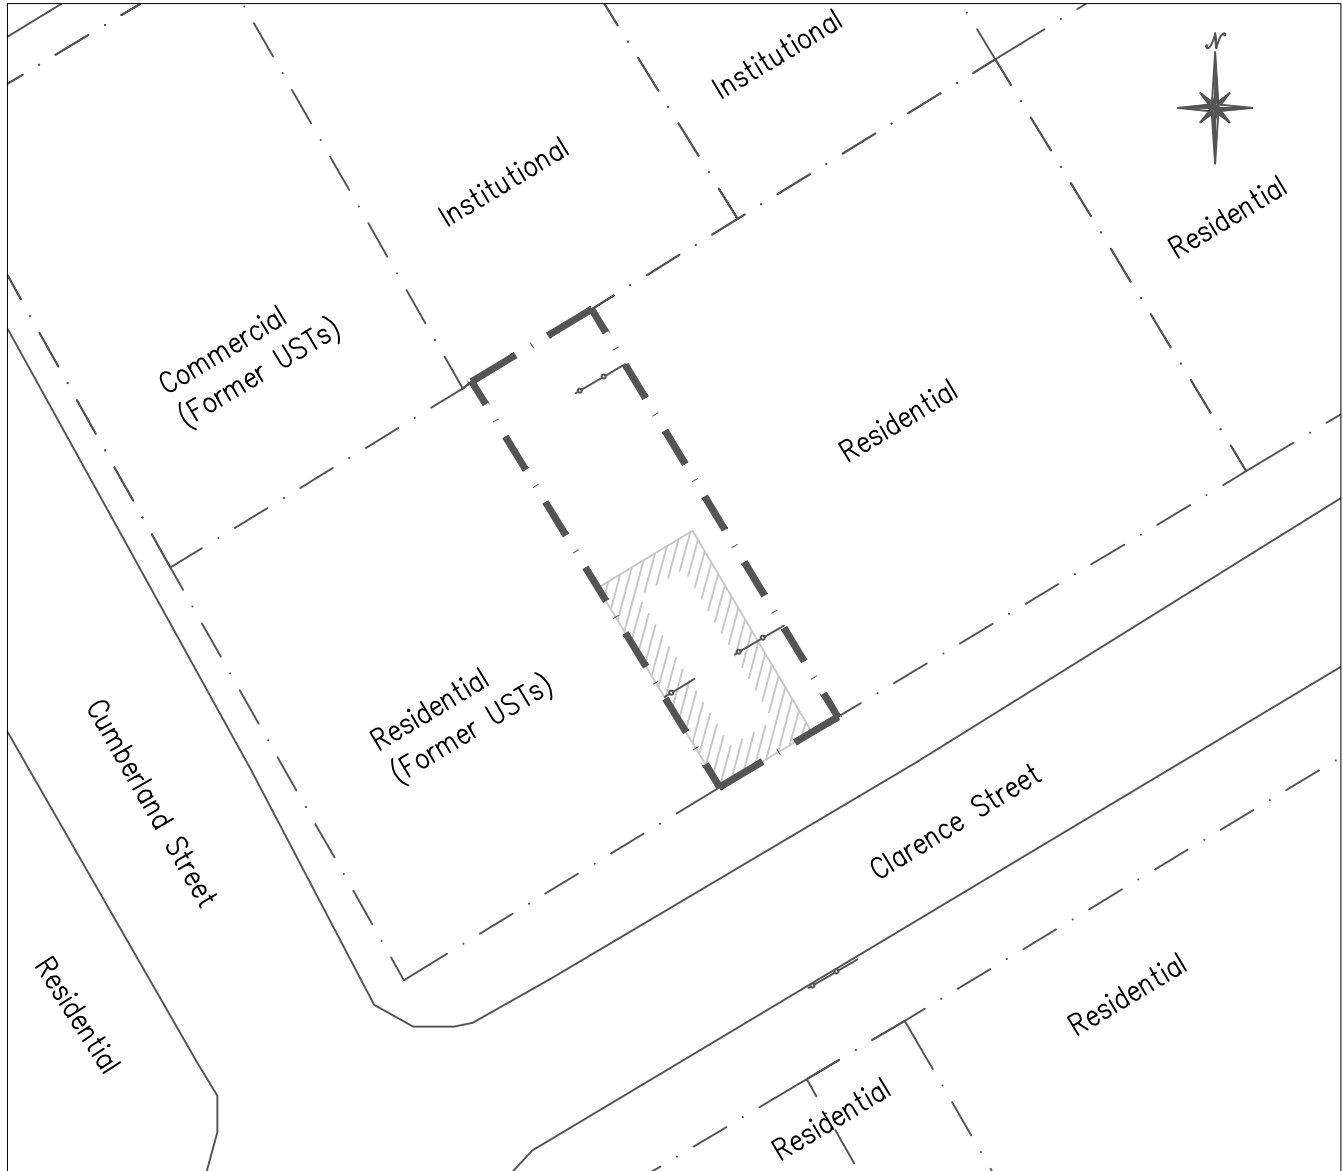 Institutional
N
Institutional
Residential
Commercial
(Former USTs)
Residential
Residential
(Former USTs)
Cumberland Street
Clarence Street
Residential
Residential
Residential